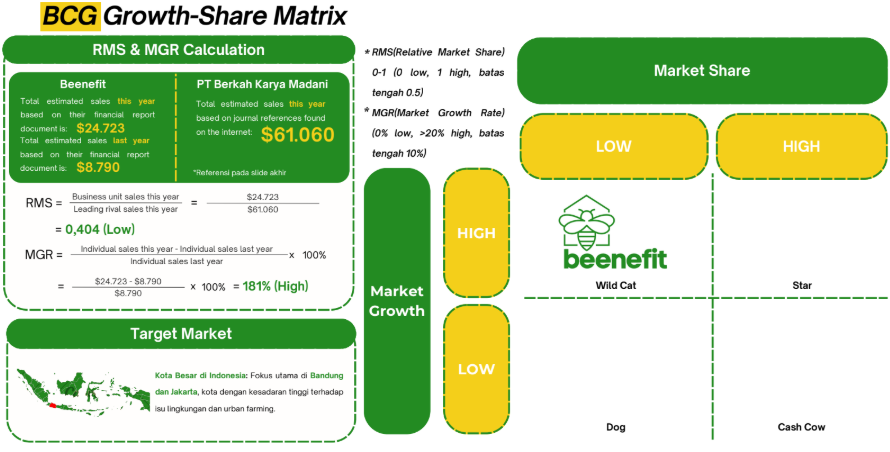 BCG Growth-Share Matrix
RMS & MGR Calculation
Beenefit
Total estimated sales this year
based on their financial report
document is: $24.723
Total estimated sales last year
based on their financial report
document is: $8.790
PT Berkah Karya Madani
Total estimated sales this year
based on journal references found
on the internet: $61.060
*Referensi pada slide akhir
RMS = Business unit sales this year = $24.723
Leading rival sales this year $61.060
= 0,404 (Low)
MGR = Individual sales this year - Individual sales last year x 100%
Individual sales last year
= $24.723 - $8.790 x 100% = 181% (High)
$8.790
Target Market
Kota Besar di Indonesia: Fokus utama di Bandung
dan Jakarta, kota dengan kesadaran tinggi terhadap
isu lingkungan dan urban farming.
* RMS(Relative Market Share)
0-1 (0 low, 1 high, batas
tengah 0.5)
* MGR(Market Growth Rate)
(0% low, >20% high, batas
tengah 10%)
Market Share
LOW
HIGH
Market
Growth
HIGH
LOW
beenefit
Wild Cat
Star
Dog
Cash Cow